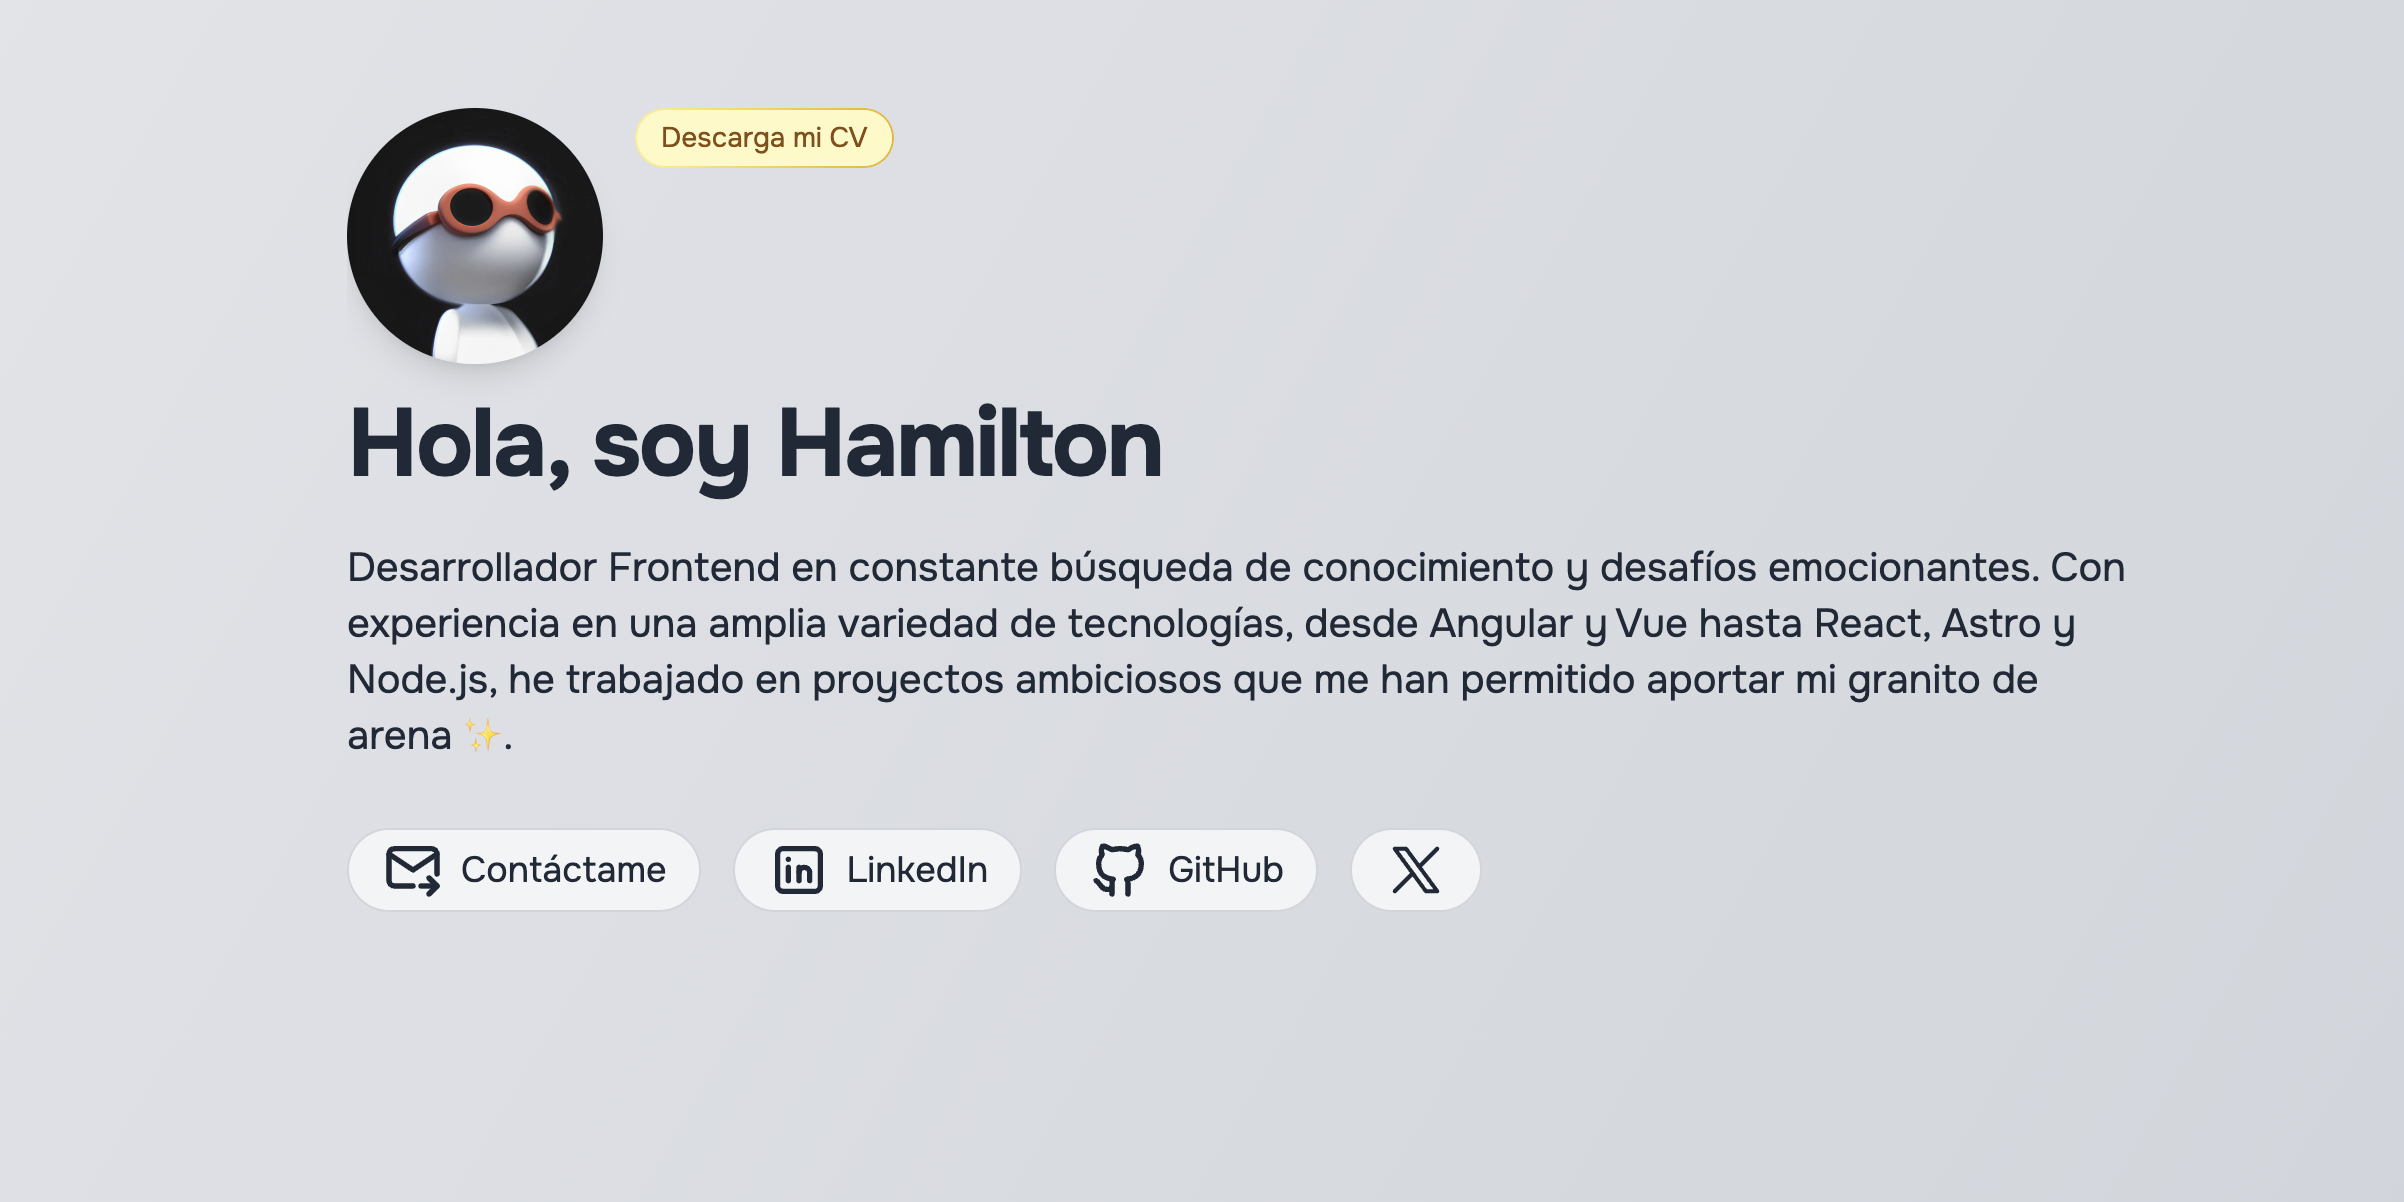 Descarga mi CV
Hola, soy Hamilton
Desarrollador Frontend en constante búsqueda de conocimiento y desafíos emocionantes. Con
experiencia en una amplia variedad de tecnologías, desde Angular y Vue hasta React, Astro y
Node.js, he trabajado en proyectos ambiciosos que me han permitido aportar mi granito de
arena ✨.
Contáctame
LinkedIn
GitHub